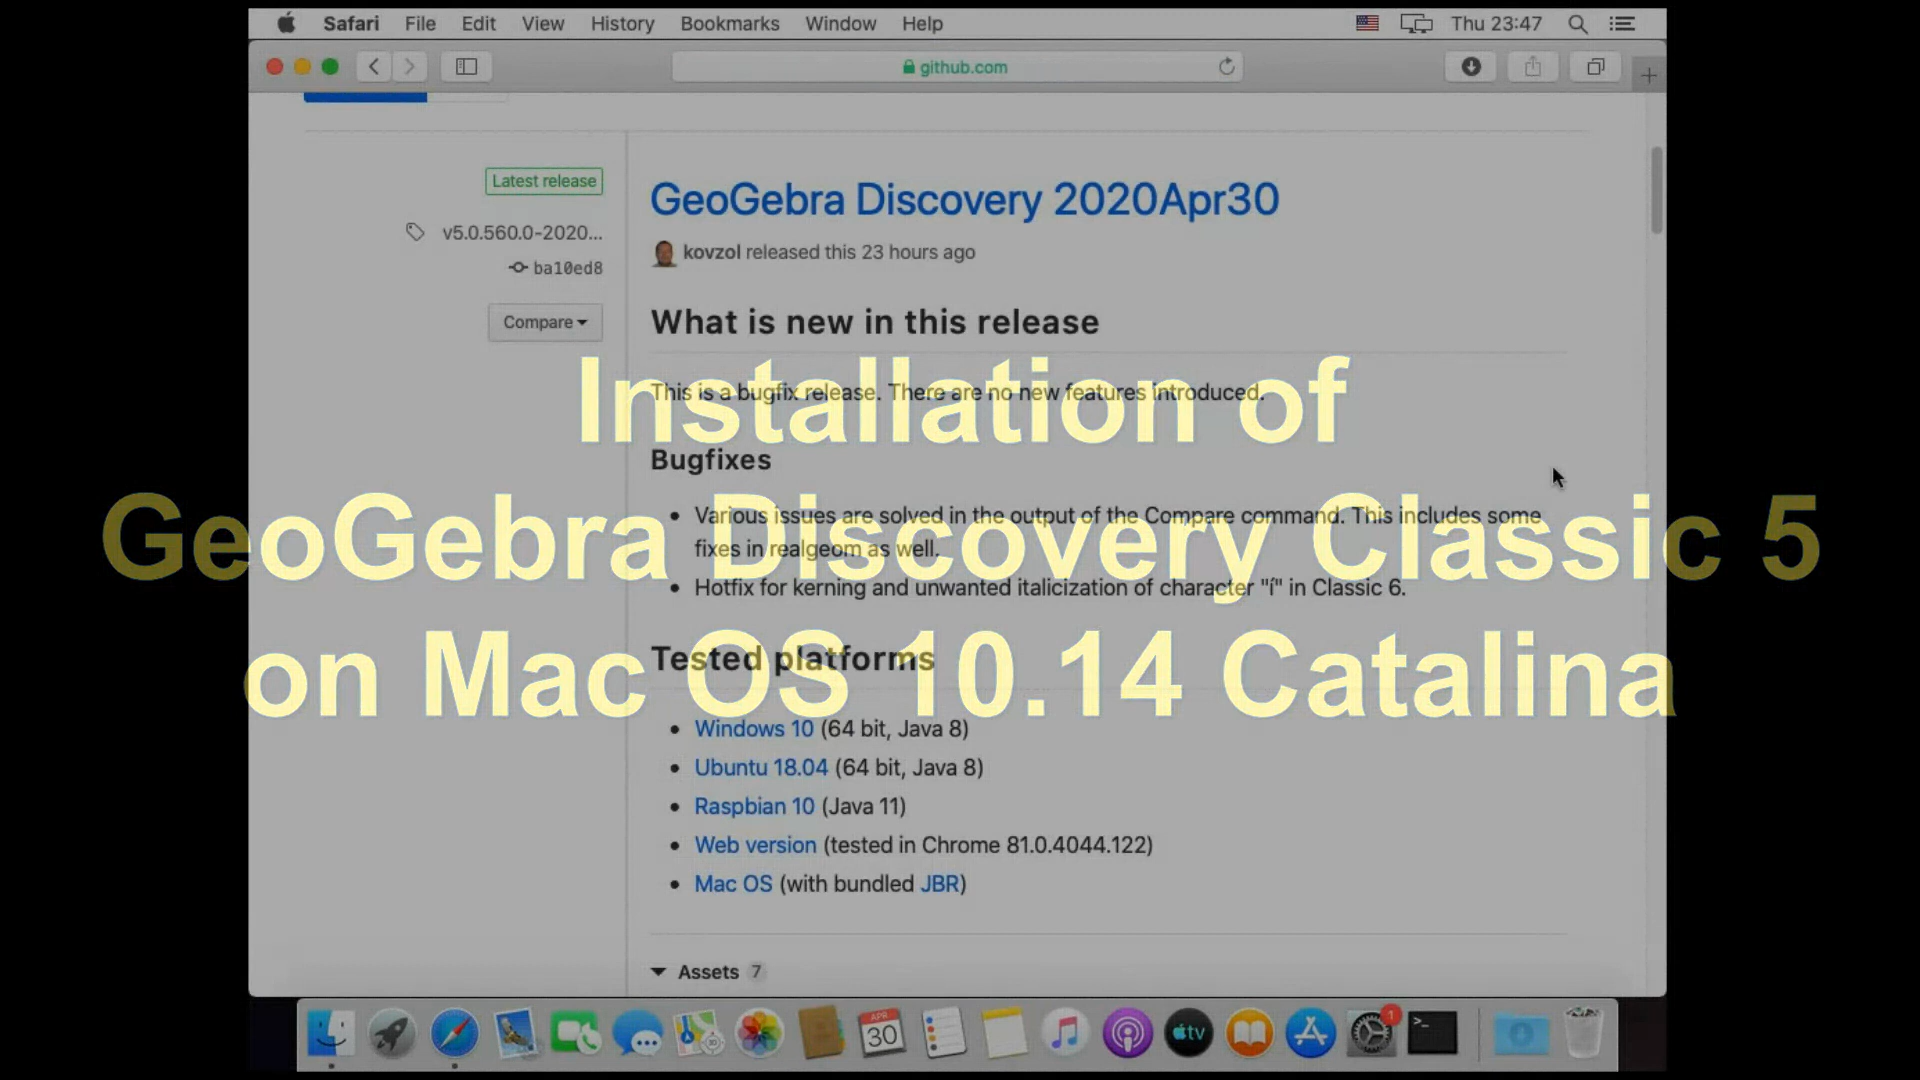 Safari File Edit View History Bookmarks Window Help Thu 23:47
github.com
Latest release
GeoGebra Discovery 2020Apr30
v5.0.560.0-2020...
kovzol released this 23 hours ago
ba10ed8
Compare
What is new in this release
Installation of
This is a bugfix release. There are no new features introduced.
Bugfixes
GeoGebra Discovery Classic 5
Various issues are solved in the output of the Compare command. This includes some
fixes in realgeom as well.
Hotfix for kerning and unwanted italicization of character "í" in Classic 6.
on Mac OS 10.14 Catalina
Tested platforms
Windows 10 (64 bit, Java 8)
Ubuntu 18.04 (64 bit, Java 8)
Raspbian 10 (Java 11)
Web version (tested in Chrome 81.0.4044.122)
Mac OS (with bundled JBR)
Assets 7
APR
30
tv
1
>_